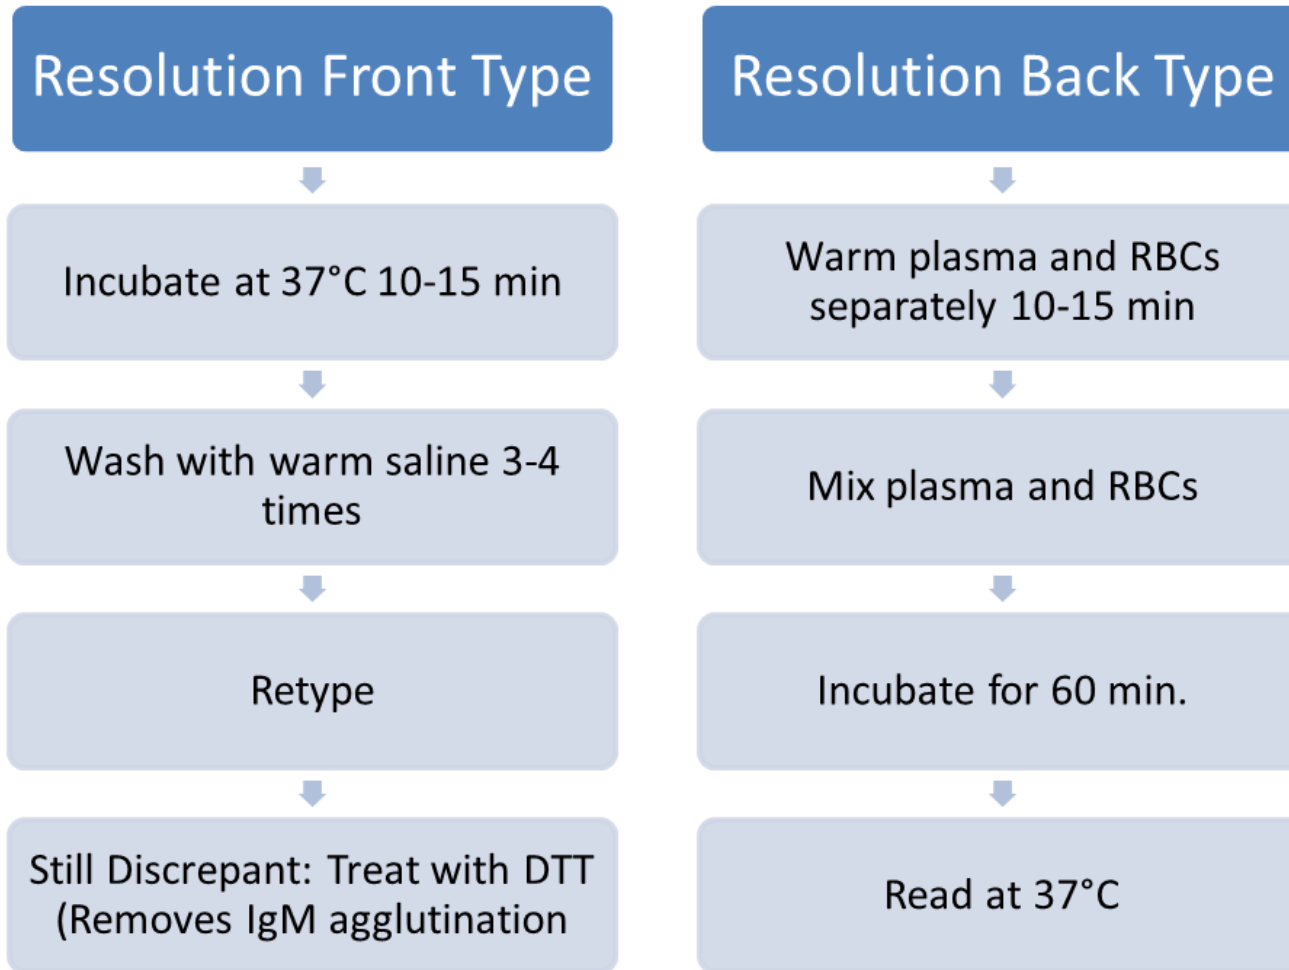 Resolution Front Type
Incubate at 37°C 10-15 min
Wash with warm saline 3-4
times
Retype
Still Discrepant: Treat with DTT
(Removes IgM agglutination
Resolution Back Type
Warm plasma and RBCs
separately 10-15 min
Mix plasma and RBCs
Incubate for 60 min.
Read at 37°C